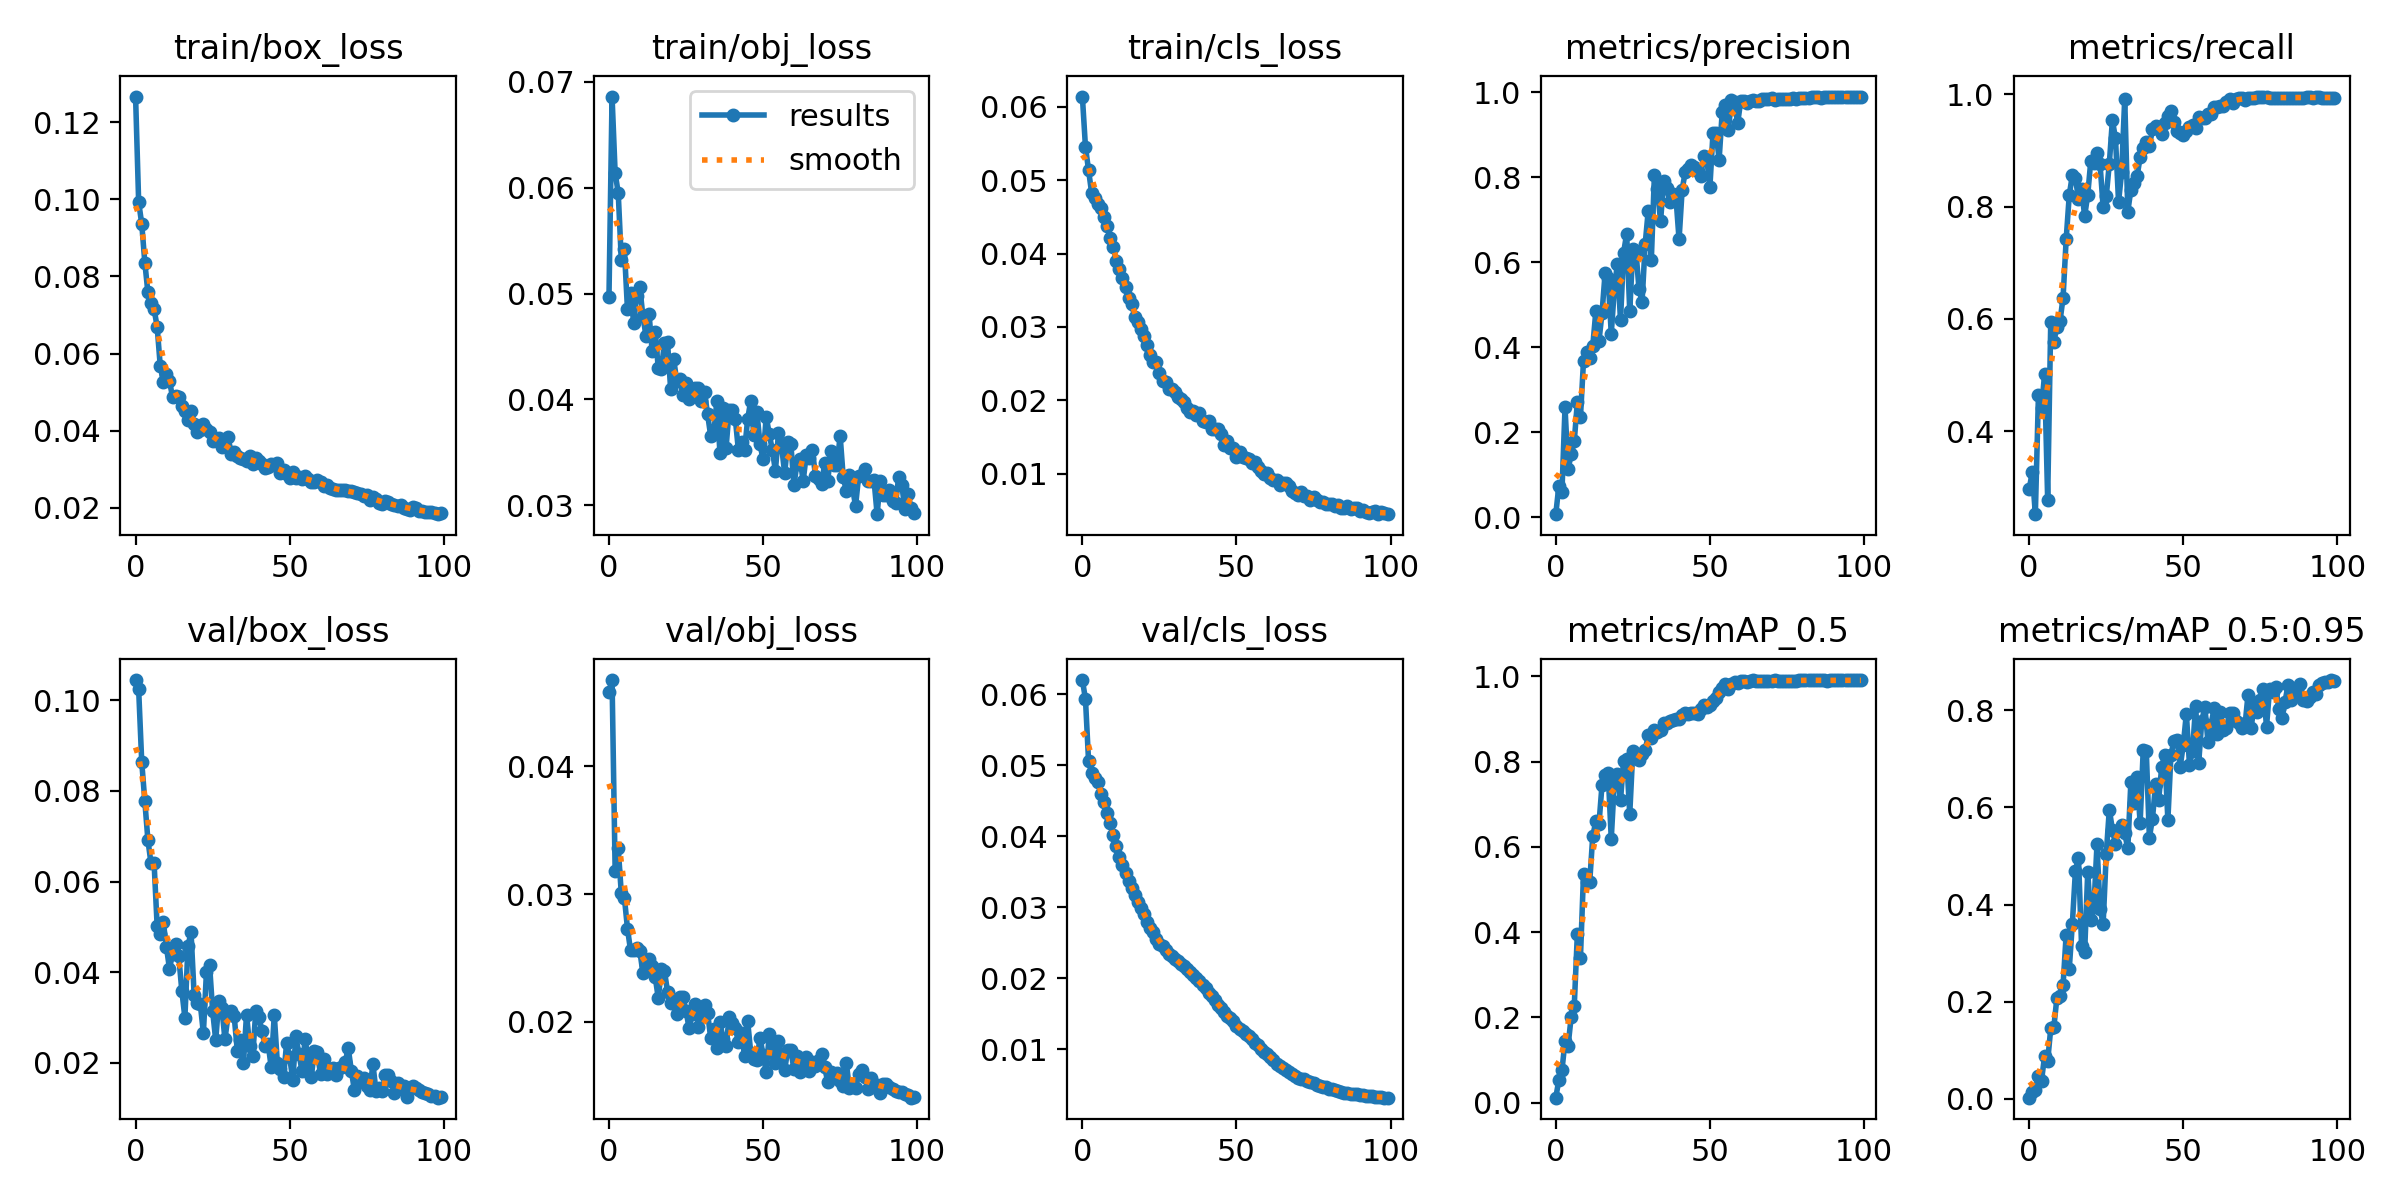 train/box_loss
0.12
0.10
0.08
0.06
0.04
0.02
0 50 100
train/obj_loss
results
smooth
0.07
0.06
0.05
0.04
0.03
0 50 100
train/cls_loss
0.06
0.05
0.04
0.03
0.02
0.01
0 50 100
metrics/precision
1.0
0.8
0.6
0.4
0.2
0.0
0 50 100
metrics/recall
1.0
0.8
0.6
0.4
0 50 100
val/box_loss
0.10
0.08
0.06
0.04
0.02
0 50 100
val/obj_loss
0.04
0.03
0.02
0 50 100
val/cls_loss
0.06
0.05
0.04
0.03
0.02
0.01
0 50 100
metrics/mAP_0.5
1.0
0.8
0.6
0.4
0.2
0.0
0 50 100
metrics/mAP_0.5:0.95
0.8
0.6
0.4
0.2
0.0
0 50 100